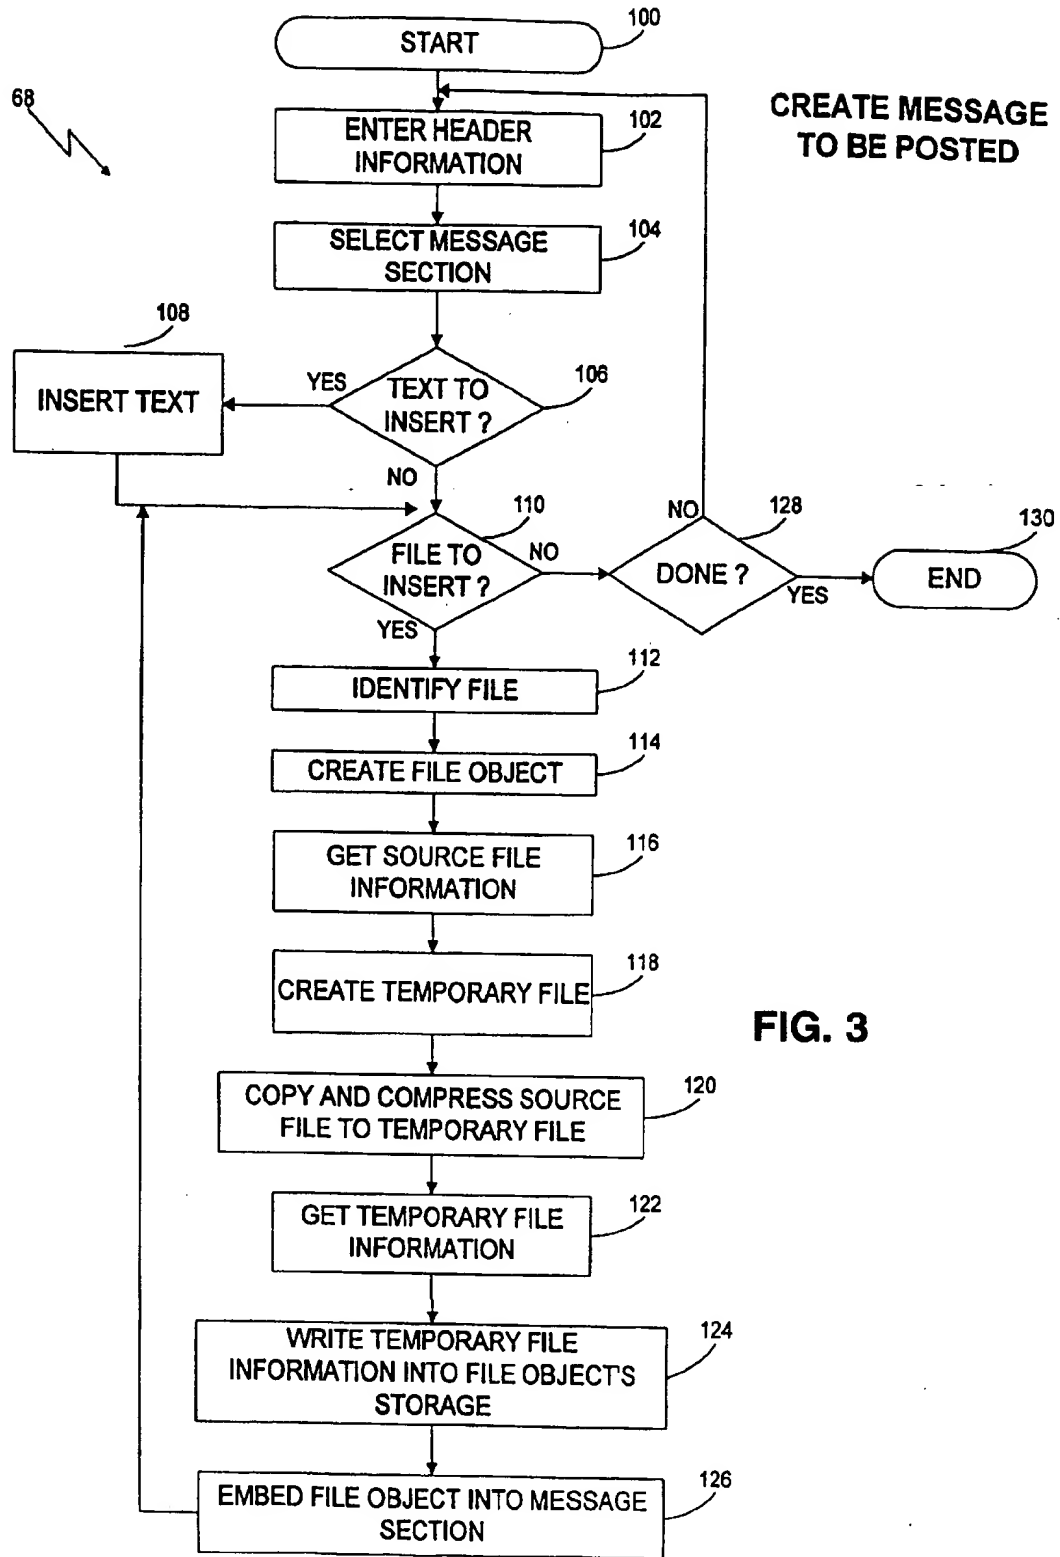 100
START
68
CREATE MESSAGE
TO BE POSTED
102
ENTER HEADER
INFORMATION
104
SELECT MESSAGE
SECTION
108
INSERT TEXT
YES
TEXT TO
INSERT ?
106
NO
110
FILE TO
INSERT ?
NO
YES
NO
128
DONE ?
YES
130
END
112
IDENTIFY FILE
114
CREATE FILE OBJECT
116
GET SOURCE FILE
INFORMATION
118
CREATE TEMPORARY FILE
FIG. 3
120
COPY AND COMPRESS SOURCE
FILE TO TEMPORARY FILE
122
GET TEMPORARY FILE
INFORMATION
124
WRITE TEMPORARY FILE
INFORMATION INTO FILE OBJECT'S
STORAGE
126
EMBED FILE OBJECT INTO MESSAGE
SECTION